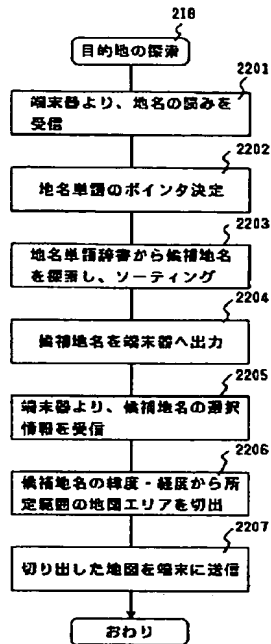 218
目的地の探索
2201
端末器より、地名の読みを
受信
2202
地名単語のポインタ決定
2203
地名単語辞書から候補地名
を探索し、ソーティング
2204
候補地名を端末器へ出力
2205
端末器より、候補地名の選択
情報を受信
2206
候補地名の緯度・経度から所
定範囲の地図エリアを切出
2207
切り出した地図を端末に送信
おわり